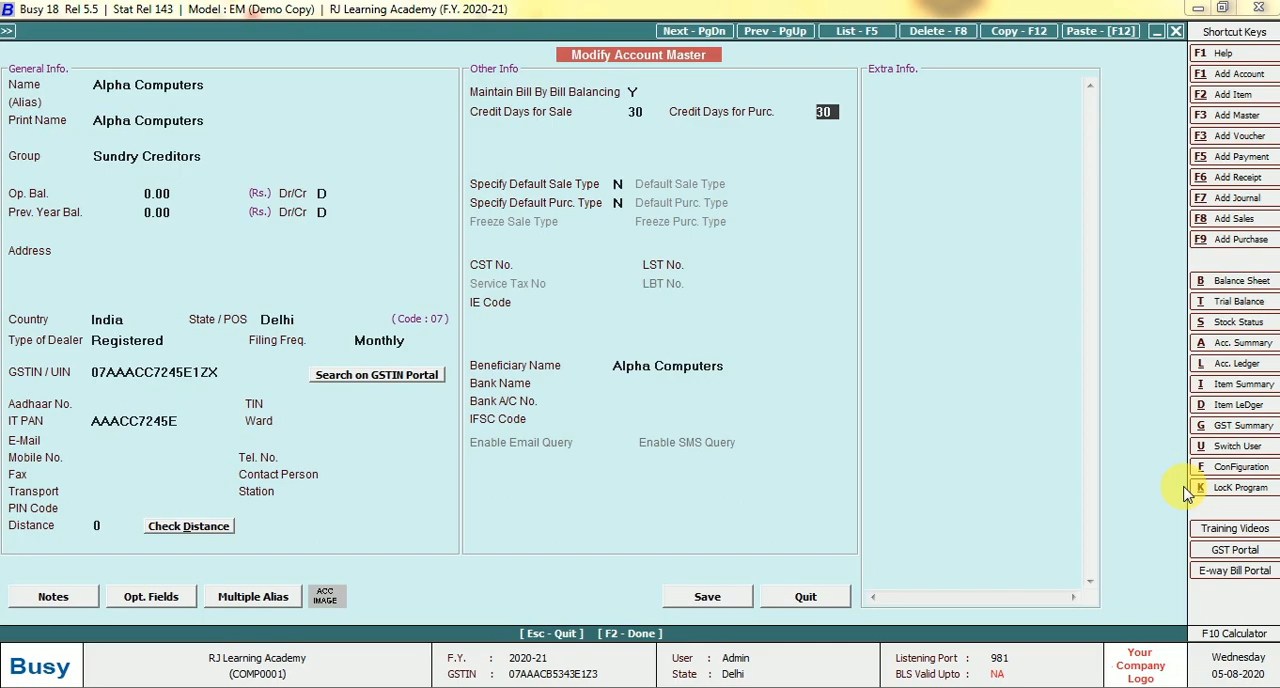 Busy 18 Rel 5.5 | Stat Rel 143 | Model : EM (Demo Copy) | RJ Learning Academy (F.Y. 2020-21)
>> Next - PgDn Prev - PgUp List - F5 Delete - F8 Copy - F12 Paste - [F12]
Modify Account Master
General Info.
Name Alpha Computers
(Alias)
Print Name Alpha Computers
Group Sundry Creditors
Op. Bal. 0.00 (Rs.) Dr/Cr D
Prev. Year Bal. 0.00 (Rs.) Dr/Cr D
Address
Country India State / POS Delhi ( Code : 07 )
Type of Dealer Registered Filing Freq. Monthly
GSTIN / UIN 07AAACC7245E1ZX Search on GSTIN Portal
Aadhaar No. TIN
IT PAN AAACC7245E Ward
E-Mail
Mobile No. Tel. No.
Fax Contact Person
Transport Station
PIN Code
Distance 0 Check Distance
Notes Opt. Fields Multiple Alias ACC IMAGE
Other Info
Maintain Bill By Bill Balancing Y
Credit Days for Sale 30 Credit Days for Purc. 30
Specify Default Sale Type N Default Sale Type
Specify Default Purc. Type N Default Purc. Type
Freeze Sale Type Freeze Purc. Type
CST No. LST No.
Service Tax No LBT No.
IE Code
Beneficiary Name Alpha Computers
Bank Name
Bank A/C No.
IFSC Code
Enable Email Query Enable SMS Query
Save Quit
Extra Info.
[ Esc - Quit ] [ F2 - Done ]
Shortcut Keys
F1 Help
F1 Add Account
F2 Add Item
F3 Add Master
F3 Add Voucher
F5 Add Payment
F6 Add Receipt
F7 Add Journal
F8 Add Sales
F9 Add Purchase
B Balance Sheet
T Trial Balance
S Stock Status
A Acc. Summary
L Acc. Ledger
I Item Summary
D Item LeDger
G GST Summary
U Switch User
F ConFiguration
K LocK Program
Training Videos
GST Portal
E-way Bill Portal
F10 Calculator
Busy
RJ Learning Academy
(COMP0001)
F.Y. : 2020-21
GSTIN : 07AAACB5343E1Z3
User : Admin
State : Delhi
Listening Port : 981
BLS Valid Upto : NA
Your
Company
Logo
Wednesday
05-08-2020